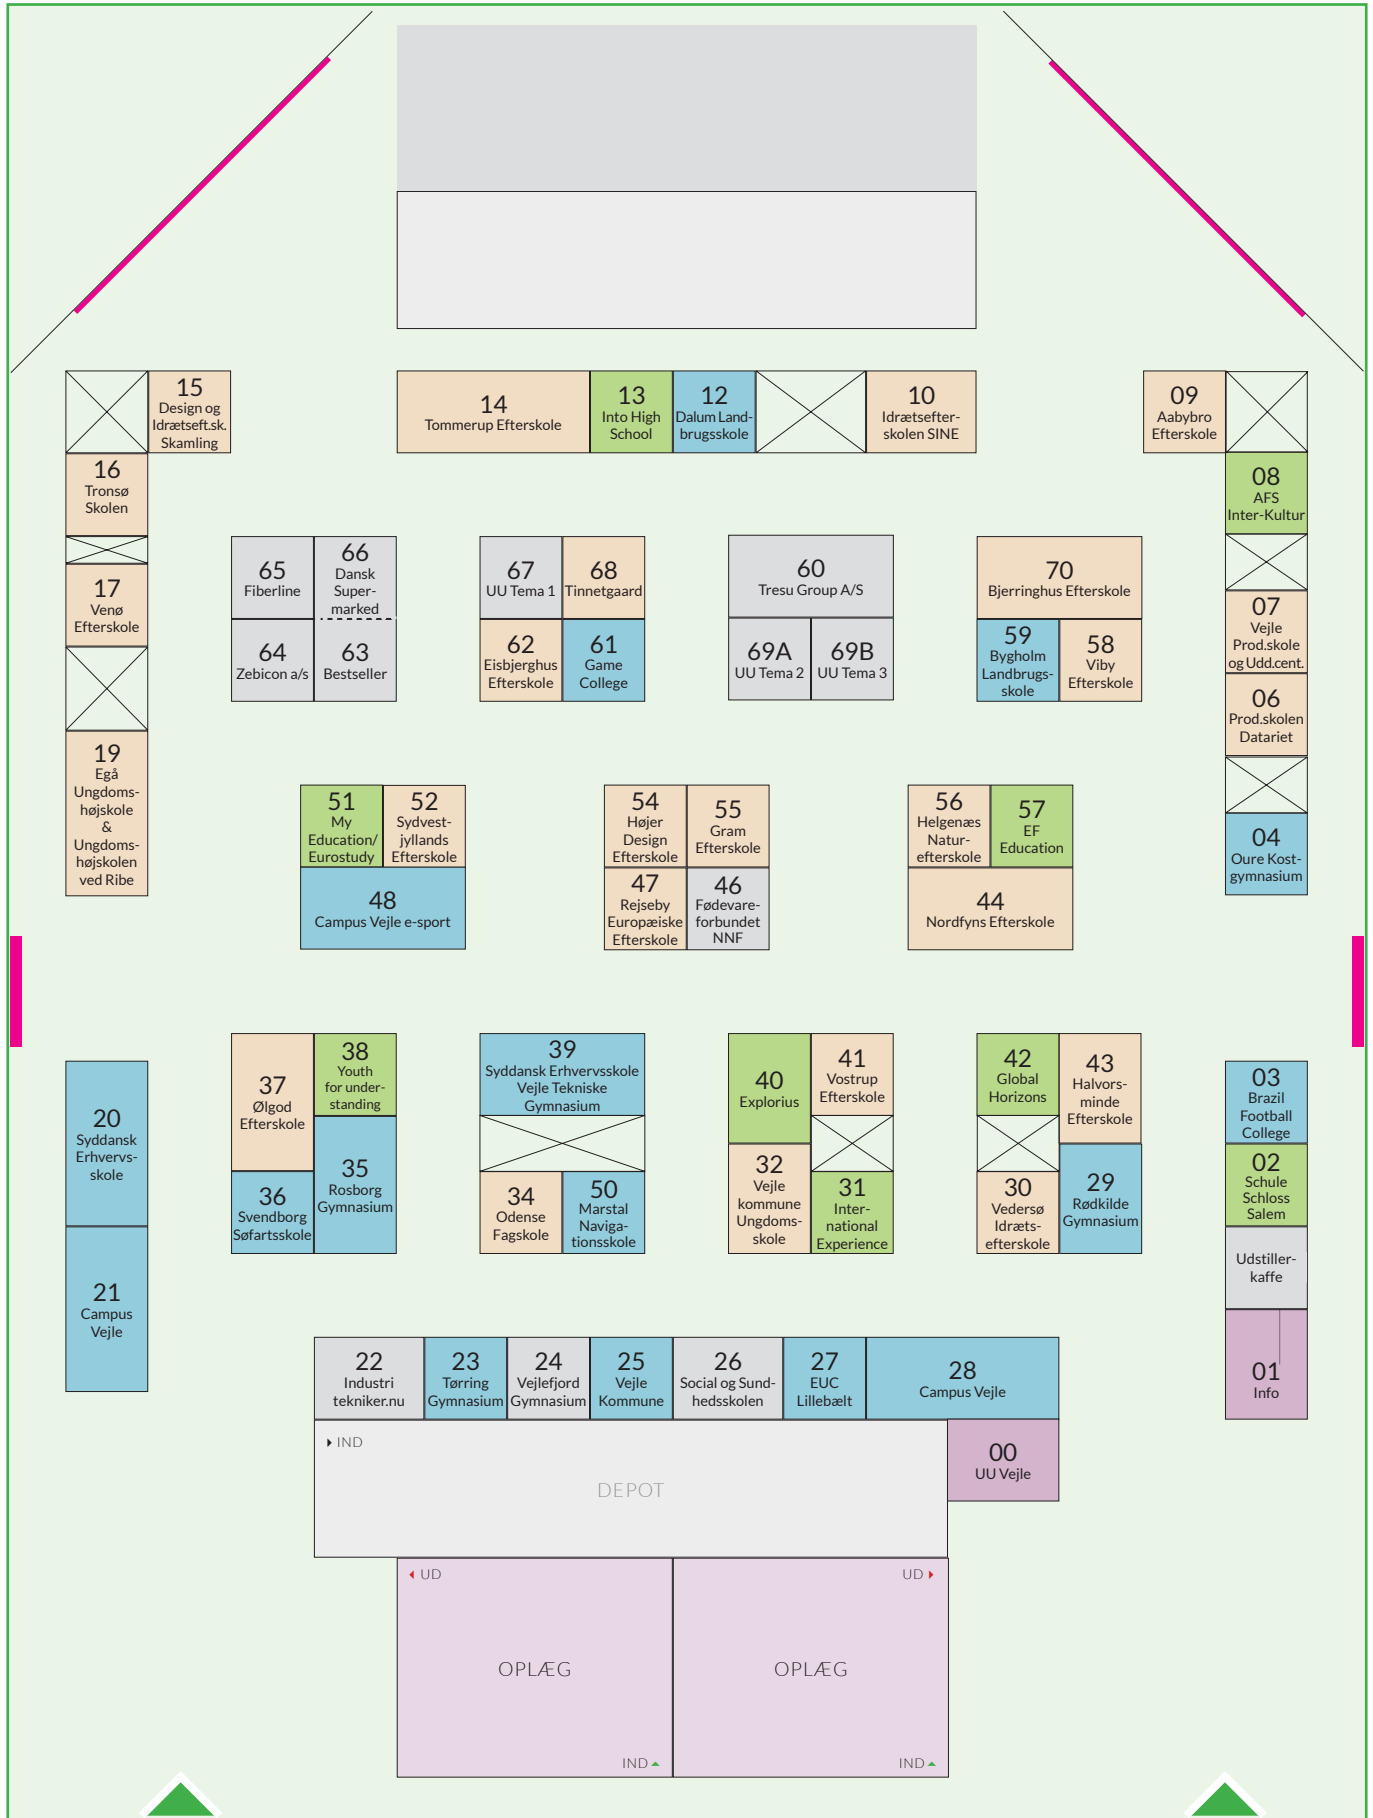 15
Design og
Idrætseft.sk.
Skamling
14
Tommerup Efterskole
13
Into High
School
12
Dalum Land-
brugsskole
10
Idrætsefter-
skolen SINE
09
Aabybro
Efterskole
16
Tronsø
Skolen
08
AFS
Inter-Kultur
17
Venø
Efterskole
65
Fiberline
66
Dansk
Super-
marked
67
UU Tema 1
68
Tinnetgaard
60
Tresu Group A/S
70
Bjerringhus Efterskole
07
Vejle
Prod.skole
og Udd.cent.
64
Zebicon a/s
63
Bestseller
62
Eisbjerghus
Efterskole
61
Game
College
69A
UU Tema 2
69B
UU Tema 3
59
Bygholm
Landbrugs-
skole
58
Viby
Efterskole
06
Prod.skolen
Datariet
19
Egå
Ungdoms-
højskole
&
Ungdoms-
højskolen
ved Ribe
51
My
Education/
Eurostudy
52
Sydvest-
jyllands
Efterskole
54
Højer
Design
Efterskole
55
Gram
Efterskole
56
Helgenæs
Natur-
efterskole
57
EF
Education
04
Oure Kost-
gymnasium
48
Campus Vejle e-sport
47
Rejseby
Europæiske
Efterskole
46
Fødevare-
forbundet
NNF
44
Nordfyns Efterskole
20
Syddansk
Erhvervs-
skole
37
Ølgod
Efterskole
38
Youth
for under-
standing
39
Syddansk Erhvervsskole
Vejle Tekniske
Gymnasium
40
Explorius
41
Vostrup
Efterskole
42
Global
Horizons
43
Halvors-
minde
Efterskole
03
Brazil
Football
College
36
Svendborg
Søfartsskole
35
Rosborg
Gymnasium
34
Odense
Fagskole
50
Marstal
Naviga-
tionsskole
32
Vejle
kommune
Ungdoms-
skole
31
Inter-
national
Experience
30
Vedersø
Idræts-
efterskole
29
Rødkilde
Gymnasium
02
Schule
Schloss
Salem
Udstiller-
kaffe
21
Campus
Vejle
22
Industri
tekniker.nu
23
Tørring
Gymnasium
24
Vejlefjord
Gymnasium
25
Vejle
Kommune
26
Social og Sund-
hedsskolen
27
EUC
Lillebælt
28
Campus Vejle
01
Info
IND
DEPOT
00
UU Vejle
UD
UD
OPLÆG
OPLÆG
IND
IND